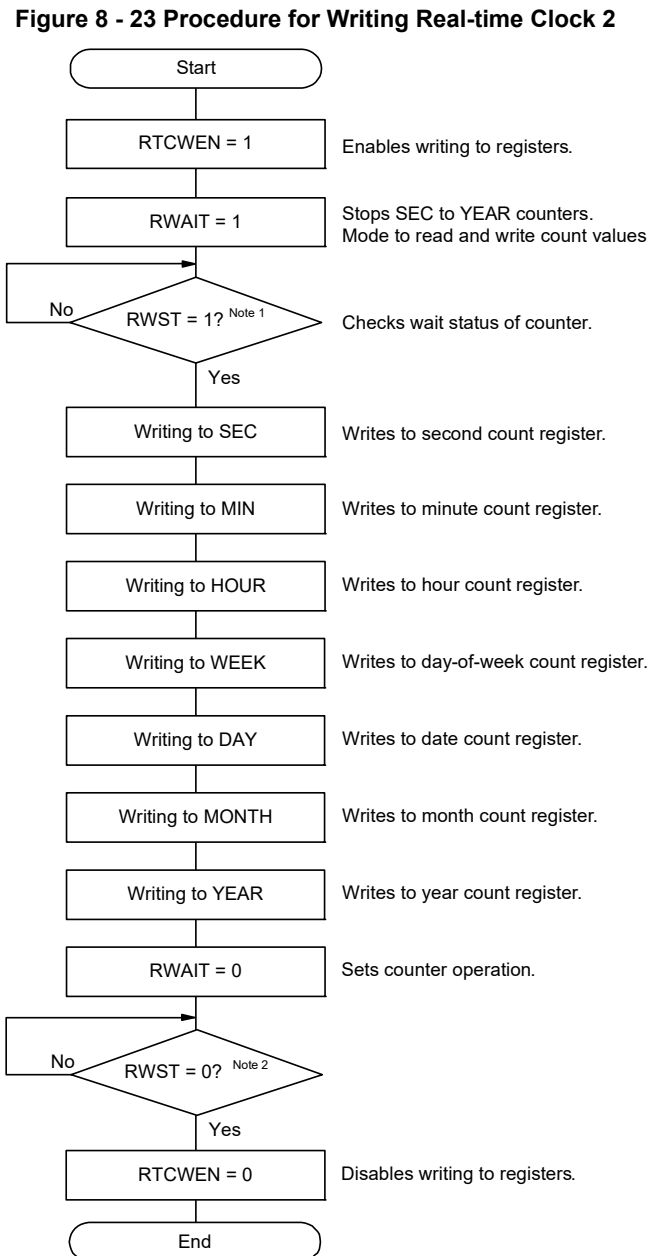 Figure 8 - 23 Procedure for Writing Real-time Clock 2
Start
RTCWEN = 1
Enables writing to registers.
RWAIT = 1
Stops SEC to YEAR counters.
Mode to read and write count values
No
RWST = 1? Note 1
Checks wait status of counter.
Yes
Writing to SEC
Writes to second count register.
Writing to MIN
Writes to minute count register.
Writing to HOUR
Writes to hour count register.
Writing to WEEK
Writes to day-of-week count register.
Writing to DAY
Writes to date count register.
Writing to MONTH
Writes to month count register.
Writing to YEAR
Writes to year count register.
RWAIT = 0
Sets counter operation.
No
RWST = 0? Note 2
Yes
RTCWEN = 0
Disables writing to registers.
End